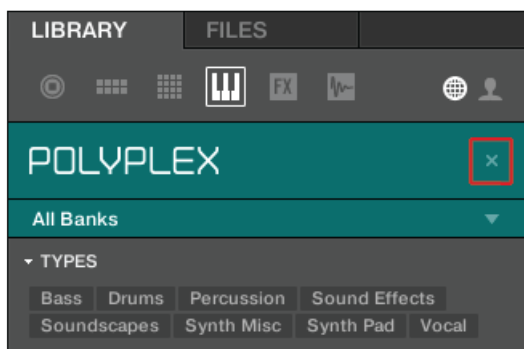 LIBRARY FILES
FX
POLYPLEX
All Banks
TYPES
Bass Drums Percussion Sound Effects
Soundscapes Synth Misc Synth Pad Vocal